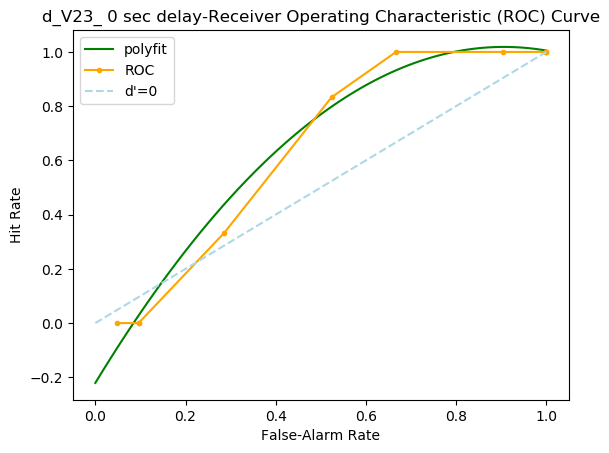 d_V23_ 0 sec delay-Receiver Operating Characteristic (ROC) Curve
polyfit
ROC
d'=0
1.0
0.8
0.6
0.4
0.2
0.0
−0.2
Hit Rate
0.0 0.2 0.4 0.6 0.8 1.0
False-Alarm Rate